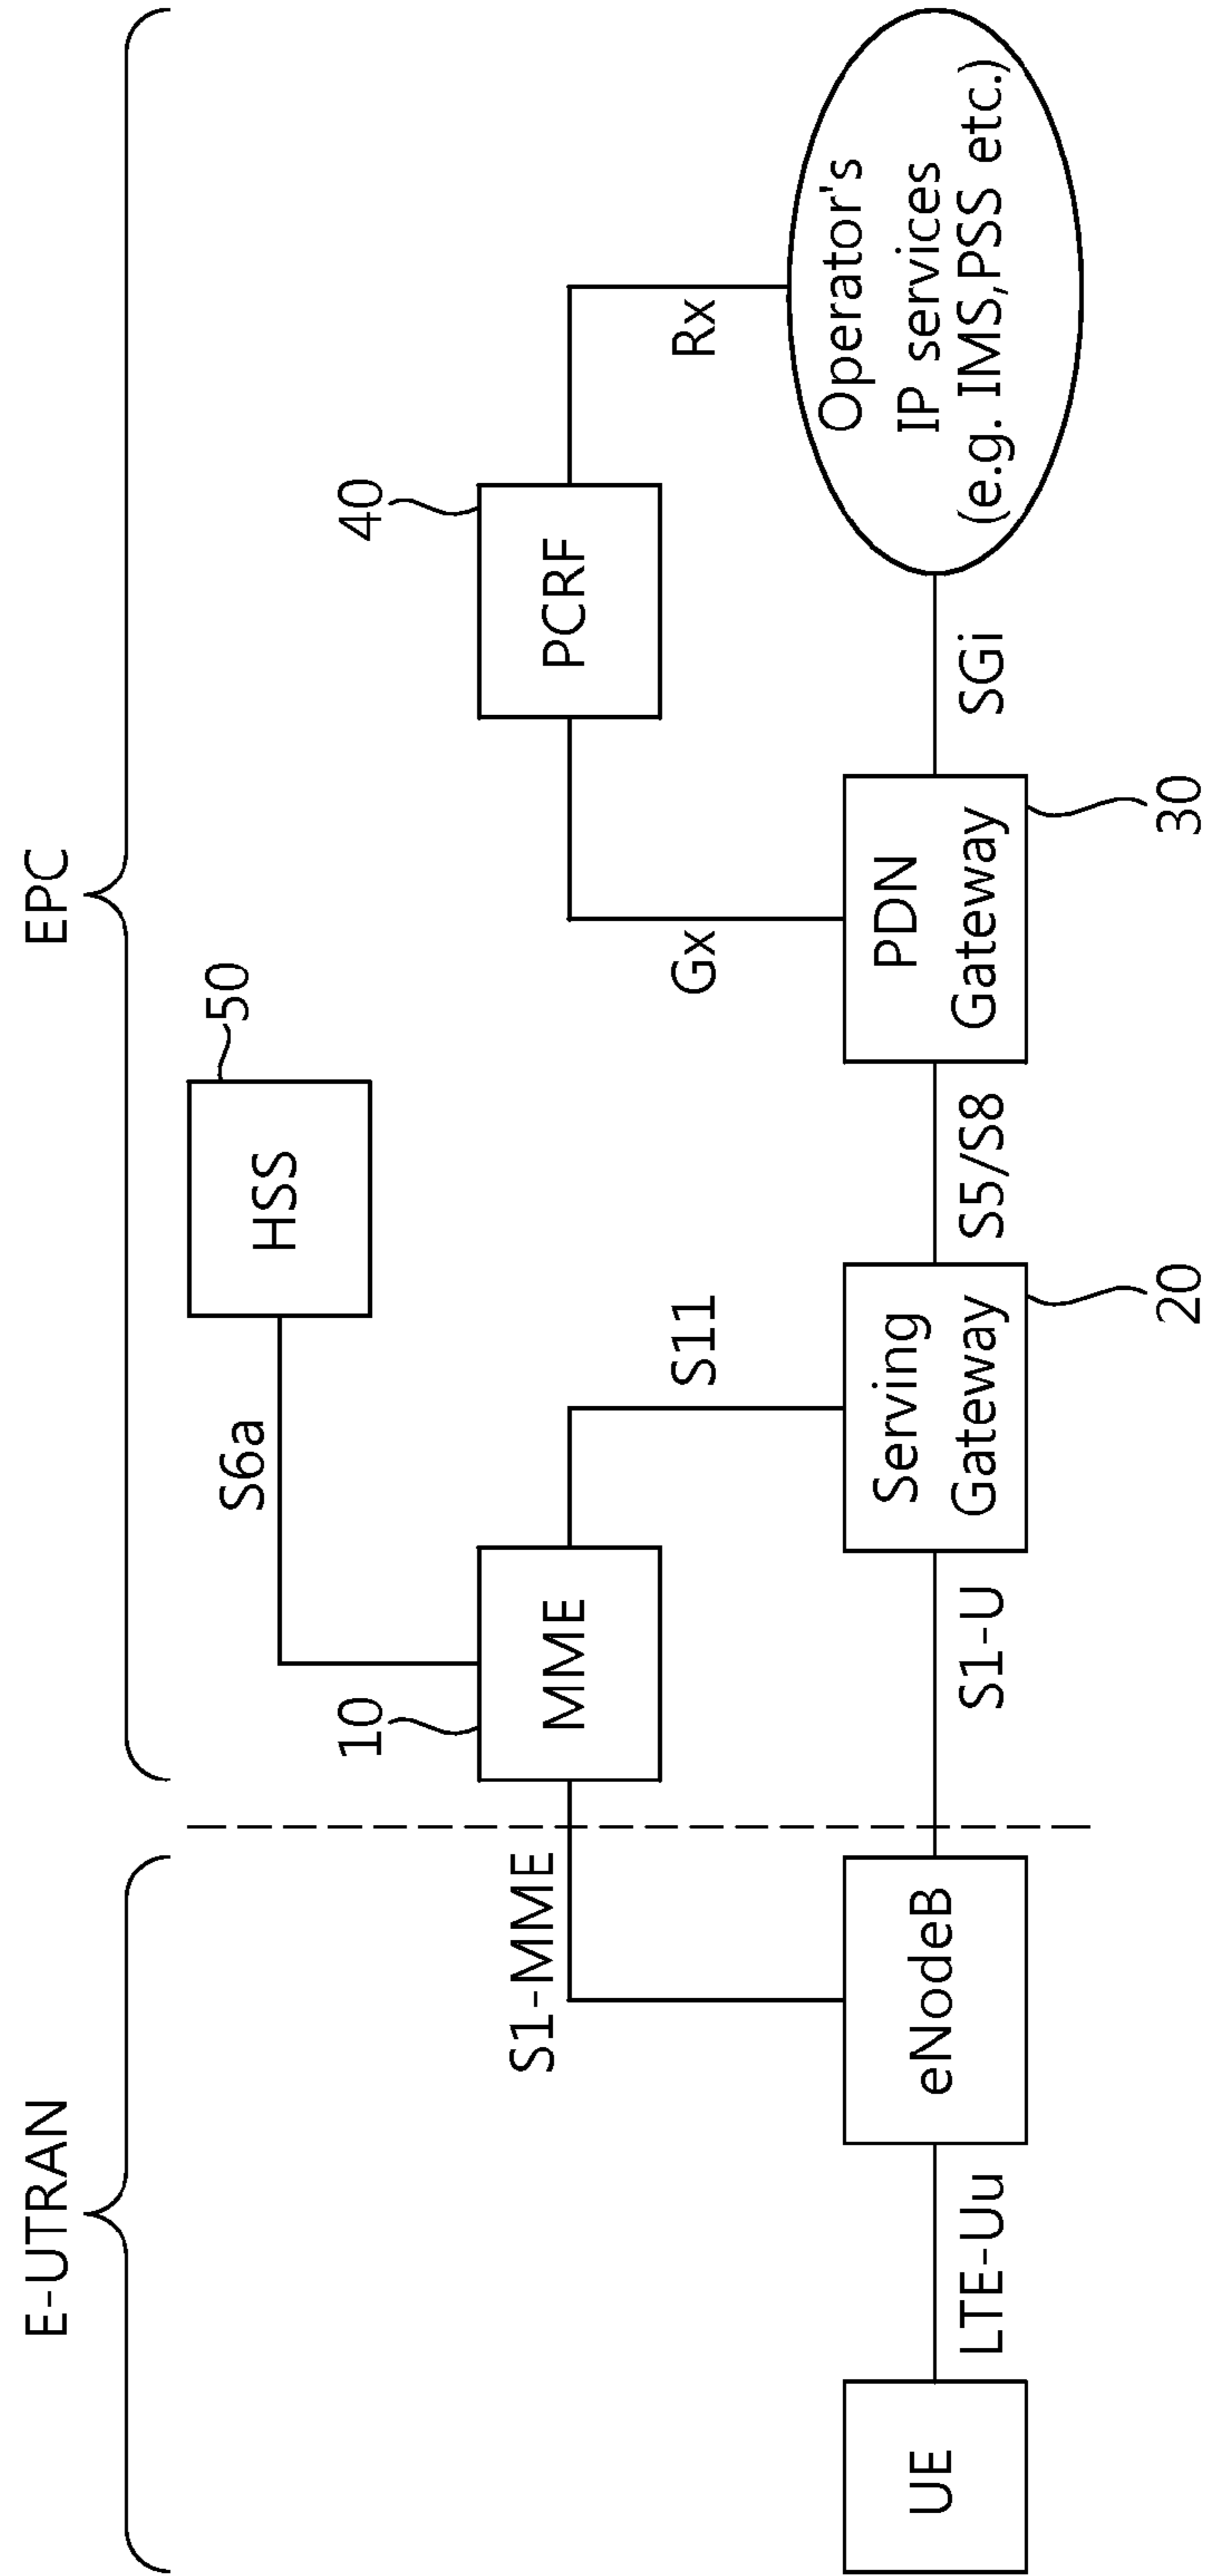 E-UTRAN
EPC
HSS
50
S6a
10
MME
S1-MME
S11
40
PCRF
Gx
Rx
UE
LTE-Uu
eNodeB
S1-U
Serving
Gateway
20
S5/S8
PDN
Gateway
30
SGi
Operator's
IP services
(e.g. IMS,PSS etc.)